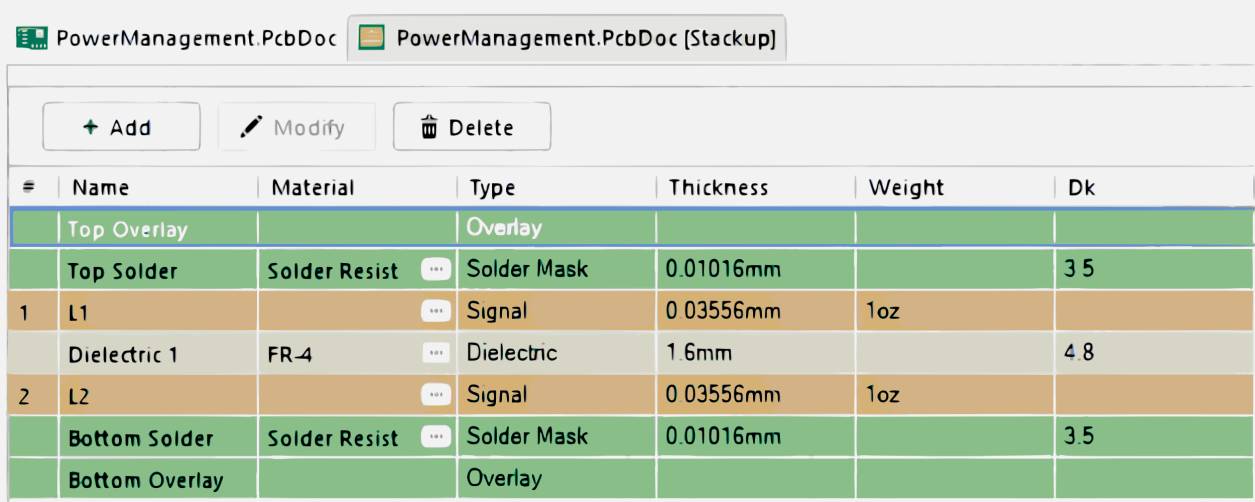 PowerManagement.PcbDoc PowerManagement.PcbDoc [Stackup]
+ Add Modify Delete
# Name Material Type Thickness Weight Dk
Top Overlay Overlay
Top Solder Solder Resist ... Solder Mask 0.01016mm 3.5
1 L1 ... Signal 0.03556mm 1oz
Dielectric 1 FR-4 ... Dielectric 1.6mm 4.8
2 L2 ... Signal 0.03556mm 1oz
Bottom Solder Solder Resist ... Solder Mask 0.01016mm 3.5
Bottom Overlay Overlay